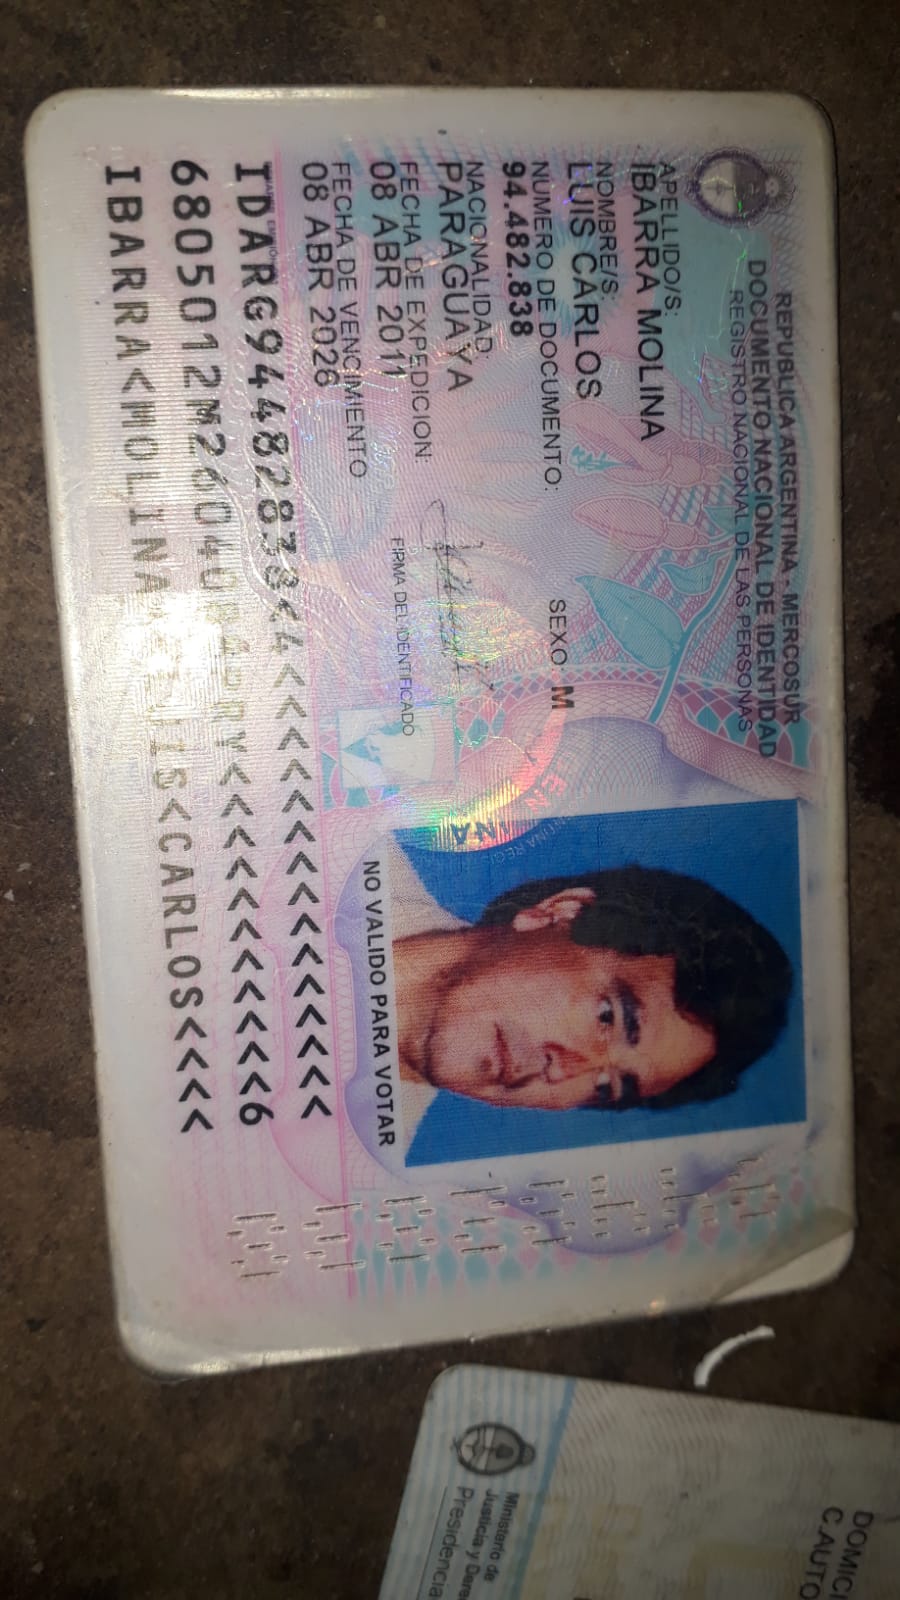 REPUBLICA ARGENTINA - MERCOSUR
DOCUMENTO NACIONAL DE IDENTIDAD
REGISTRO NACIONAL DE LAS PERSONAS
APELLIDO/S:
IBARRA MOLINA
NOMBRE/S:
LUIS CARLOS
NUMERO DE DOCUMENTO:
94.482.838
SEXO: M
NACIONALIDAD:
PARAGUAYA
FECHA DE EXPEDICION:
08 ABR 2011
FECHA DE VENCIMIENTO
08 ABR 2026
FIRMA DEL IDENTIFICADO
NO VALIDO PARA VOTAR
IDARG94482838<4<<<<<<<<<<<<<<<
<<<<<<<<<<<6
IBARRA<MOLINA
<CARLOS<<<<
Ministerio de
Justicia y Dere
Presidencia
DOMICI
C.AUTO